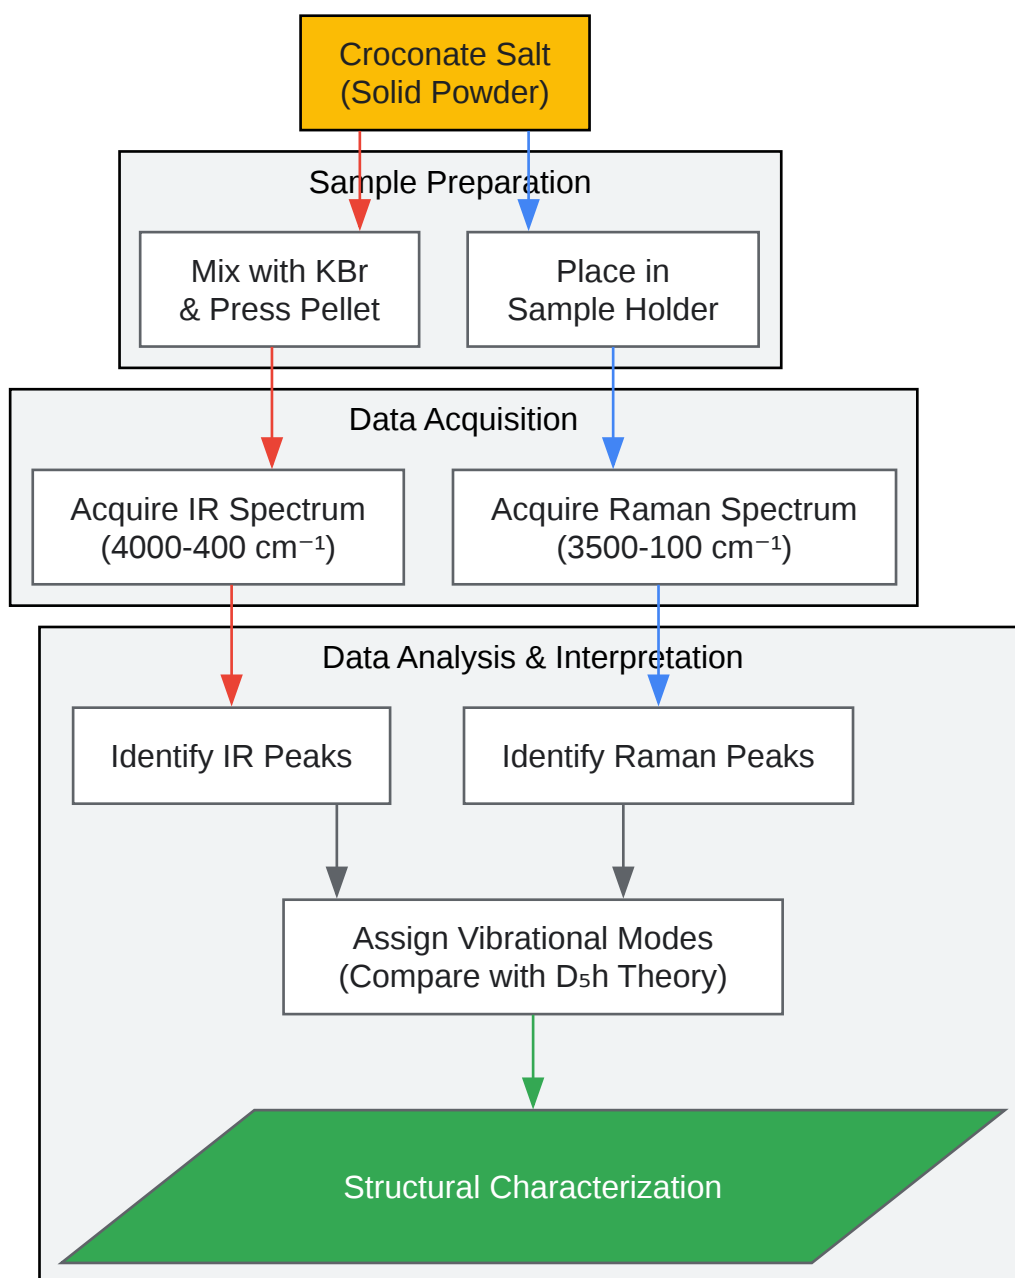 Croconate Salt
(Solid Powder)
Sample Preparation
Mix with KBr
& Press Pellet
Place in
Sample Holder
Data Acquisition
Acquire IR Spectrum
(4000-400 cm⁻¹)
Acquire Raman Spectrum
(3500-100 cm⁻¹)
Data Analysis & Interpretation
Identify IR Peaks
Identify Raman Peaks
Assign Vibrational Modes
(Compare with D₅h Theory)
Structural Characterization